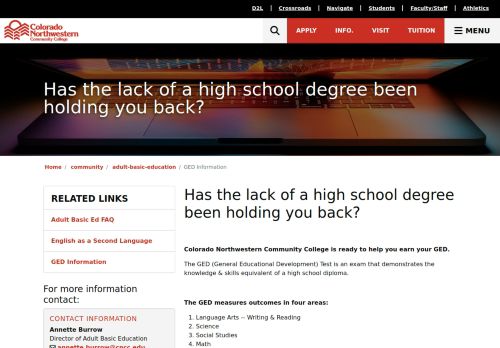 D2L | Crossroads | Navigate | Students | Faculty/Staff | Athletics
Colorado
Northwestern
Community College
APPLY INFO. VISIT TUITION MENU
Has the lack of a high school degree been
holding you back?
Home / community / adult-basic-education / GED Information
RELATED LINKS
Adult Basic Ed FAQ
English as a Second Language
GED Information
For more information
contact:
CONTACT INFORMATION
Annette Burrow
Director of Adult Basic Education
annette.burrow@cncc.edu
Has the lack of a high school degree
been holding you back?
Colorado Northwestern Community College is ready to help you earn your GED.
The GED (General Educational Development) Test is an exam that demonstrates the
knowledge & skills equivalent of a high school diploma.
The GED measures outcomes in four areas:
1. Language Arts -- Writing & Reading
2. Science
3. Social Studies
4. Math